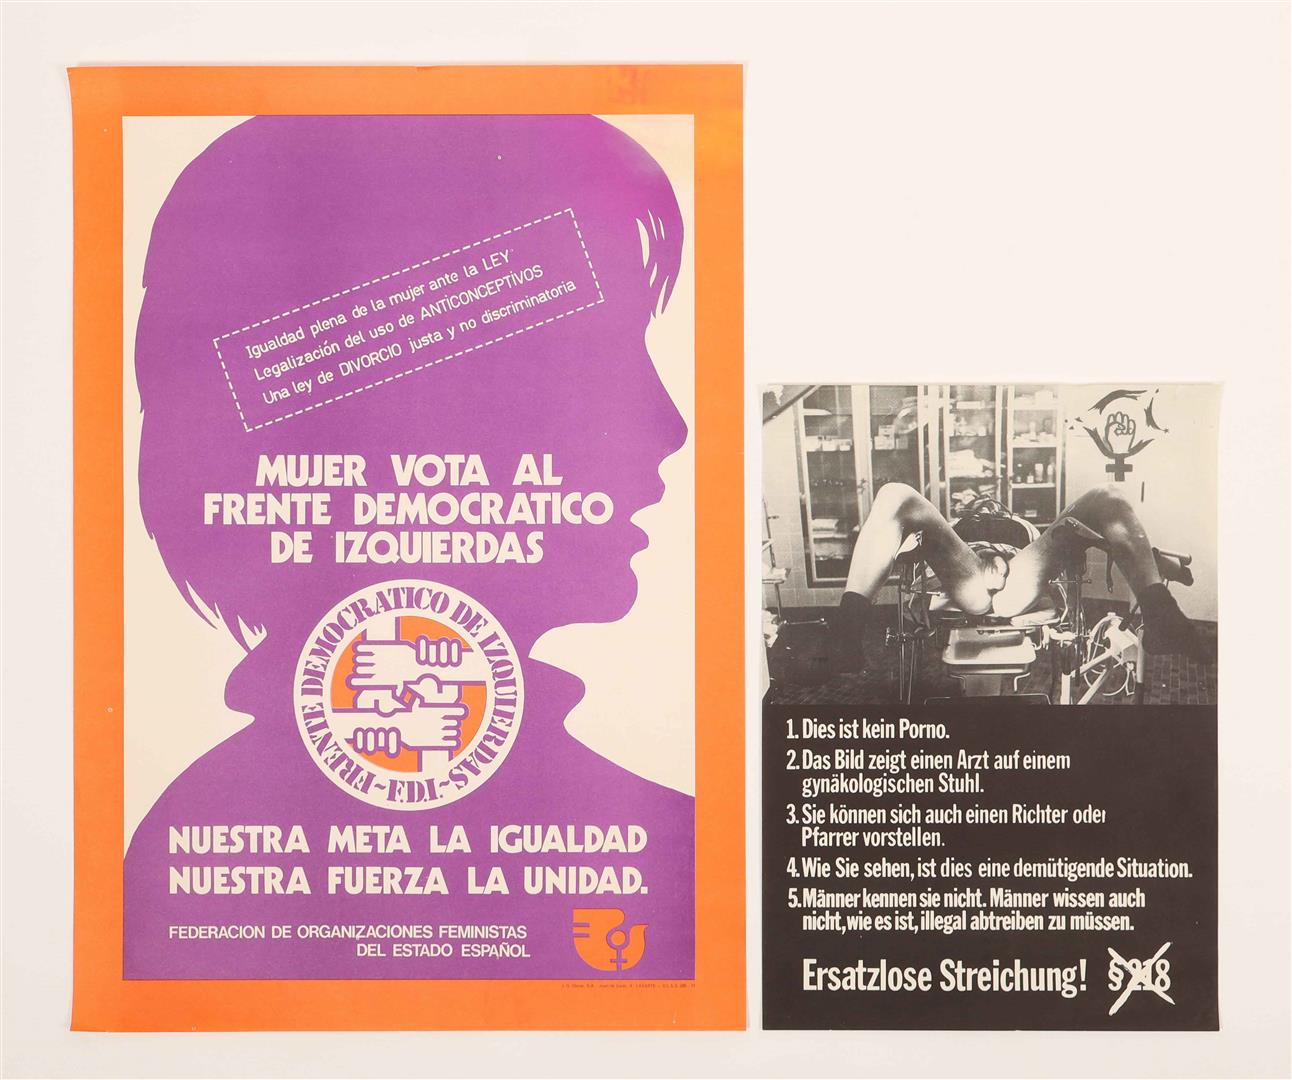 Igualdad plena de la mujer ante la LEY
Legalización del uso de ANTICONCEPTIVOS
Una ley de DIVORCIO justa y no discriminatoria
MUJER VOTA AL
FRENTE DEMOCRATICO
DE IZQUIERDAS
FRENTE DEMOCRATICO DE IZQUIERDAS~F.D.I.~
NUESTRA META LA IGUALDAD
NUESTRA FUERZA LA UNIDAD.
FEDERACION DE ORGANIZACIONES FEMINISTAS
DEL ESTADO ESPAÑOL
1. Dies ist kein Porno.
2. Das Bild zeigt einen Arzt auf einem
gynäkologischen Stuhl.
3. Sie können sich auch einen Richter oder
Pfarrer vorstellen.
4. Wie Sie sehen, ist dies eine demütigende Situation.
5. Männer kennen sie nicht. Männer wissen auch
nicht, wie es ist, illegal abtreiben zu müssen.
Ersatzlose Streichung! § 218